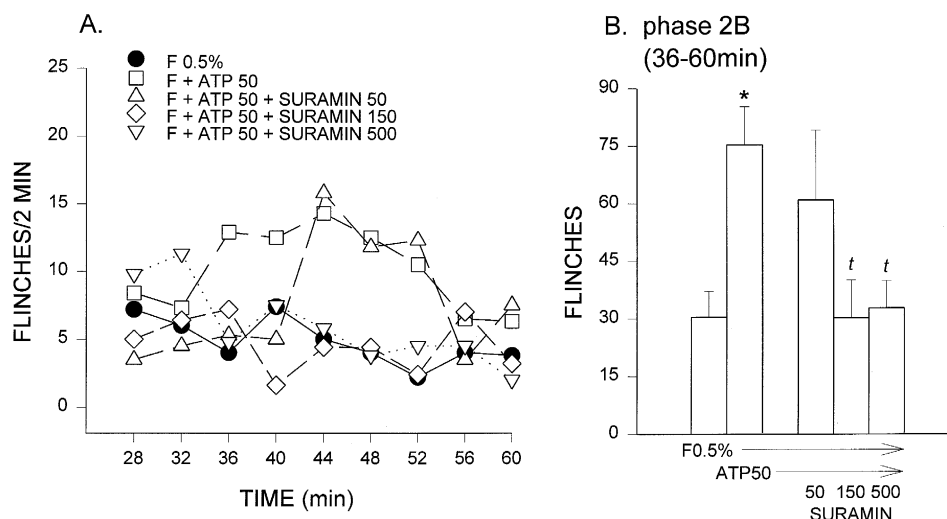 A.
F 0.5%
F + ATP 50
F + ATP 50 + SURAMIN 50
F + ATP 50 + SURAMIN 150
F + ATP 50 + SURAMIN 500
FLINCHES/2 MIN
25
20
15
10
5
0
28 32 36 40 44 48 52 56 60
TIME (min)
B. phase 2B
(36-60min)
FLINCHES
90
75
60
45
30
15
0
*
t t
F0.5%
ATP50
50 150 500
SURAMIN